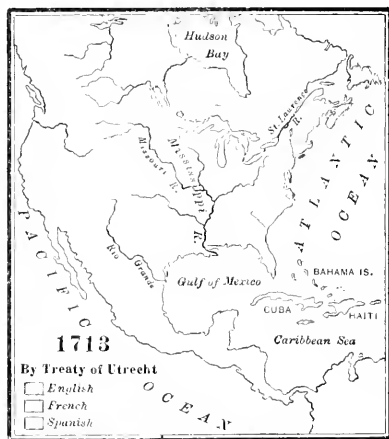 Hudson
Bay
St. Lawrence
R.
Missouri R.
Mississippi
R.
ATLANTIC
OCEAN
PACIFIC
Rio Grande
Gulf of Mexico
BAHAMA IS.
CUBA
HAITI
Caribbean Sea
1713
By Treaty of Utrecht
English
French
Spanish
OCEAN